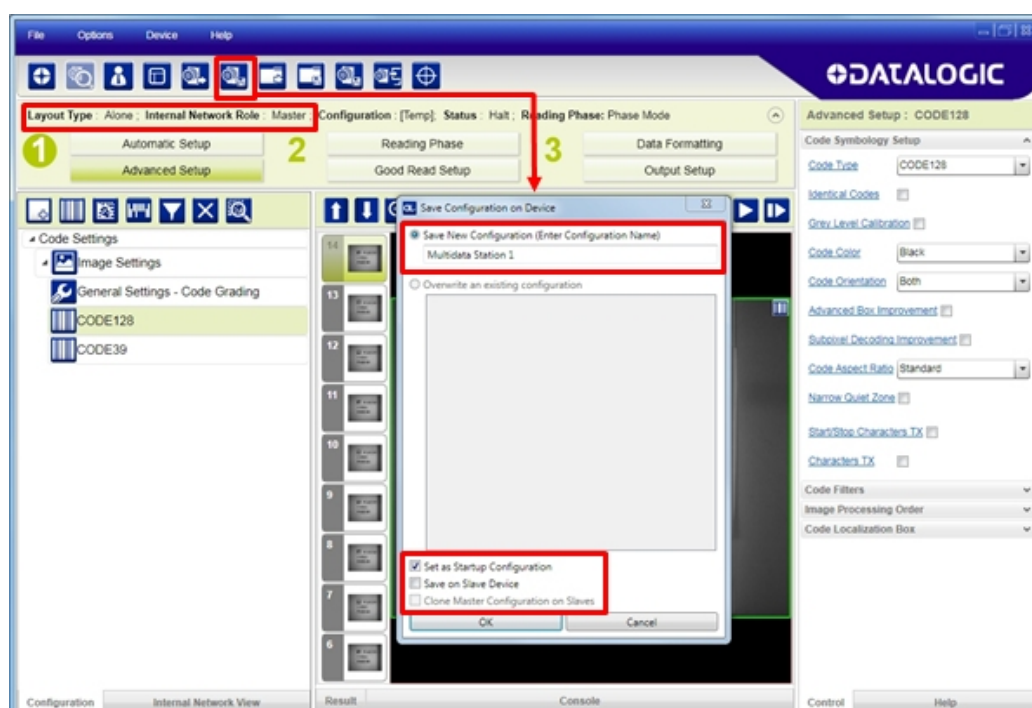 File Options Device Help
DATALOGIC
Layout Type : Alone ; Internal Network Role : Master ; Configuration : [Temp]; Status : Halt ; Reading Phase: Phase Mode
1
Automatic Setup
Advanced Setup
2
Reading Phase
Good Read Setup
3
Data Formatting
Output Setup
Code Settings
Image Settings
General Settings - Code Grading
CODE128
CODE39
Configuration Internal Network View
14
13
12
11
10
9
8
7
6
Result Console
Save Configuration on Device
Save New Configuration (Enter Configuration Name)
Multidata Station 1
Overwrite an existing configuration
Set as Startup Configuration
Save on Slave Device
Clone Master Configuration on Slaves
OK Cancel
Advanced Setup : CODE128
Code Symbology Setup
Code Type CODE128
Identical Codes
Grey Level Calibration
Code Color Black
Code Orientation Both
Advanced Box Improvement
Subpixel Decoding Improvement
Code Aspect Ratio Standard
Narrow Quiet Zone
Start/Stop Characters TX
Characters TX
Code Filters
Image Processing Order
Code Localization Box
Control Help